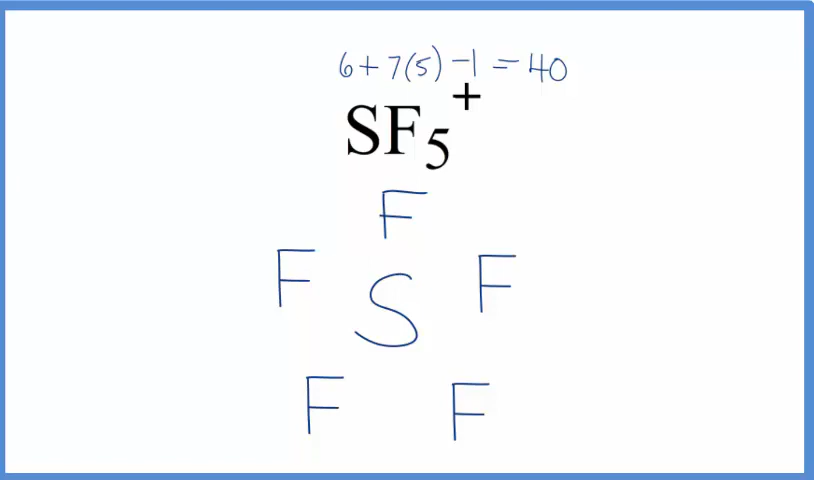 6+7(5)-1=40
SF₅⁺
F
F F
S
F F